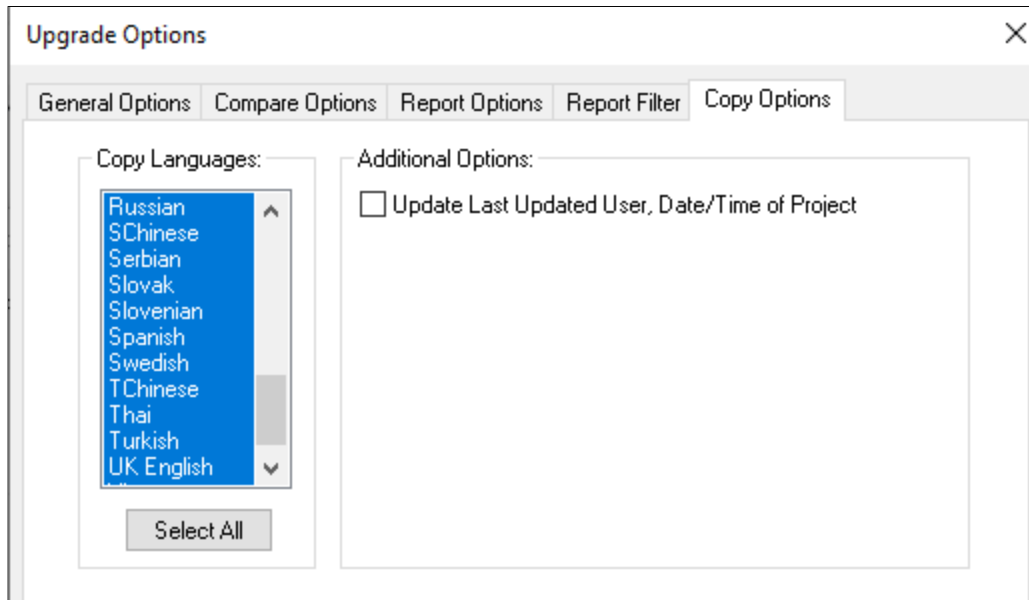 Upgrade Options
General Options
Compare Options
Report Options
Report Filter
Copy Options
Copy Languages:
Russian
SChinese
Serbian
Slovak
Slovenian
Spanish
Swedish
TChinese
Thai
Turkish
UK English
Select All
Additional Options:
Update Last Updated User, Date/Time of Project